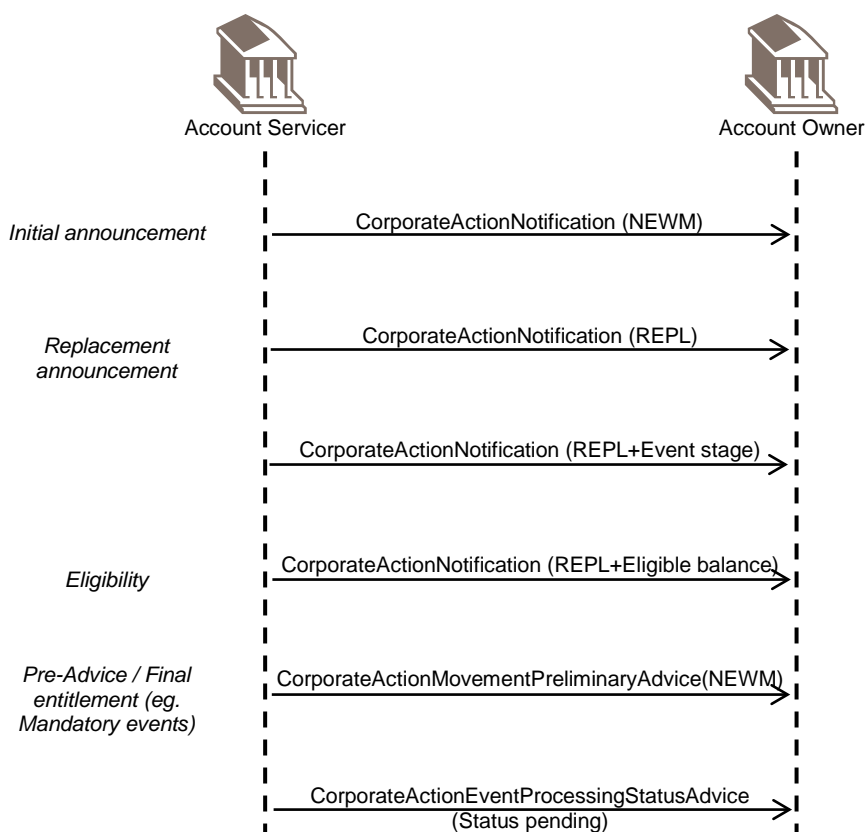 Account Servicer
Account Owner
Initial announcement
CorporateActionNotification (NEWM)
Replacement
announcement
CorporateActionNotification (REPL)
CorporateActionNotification (REPL+Event stage)
Eligibility
CorporateActionNotification (REPL+Eligible balance)
Pre-Advice / Final
entitlement (eg.
Mandatory events)
CorporateActionMovementPreliminaryAdvice(NEWM)
CorporateActionEventProcessingStatusAdvice
(Status pending)